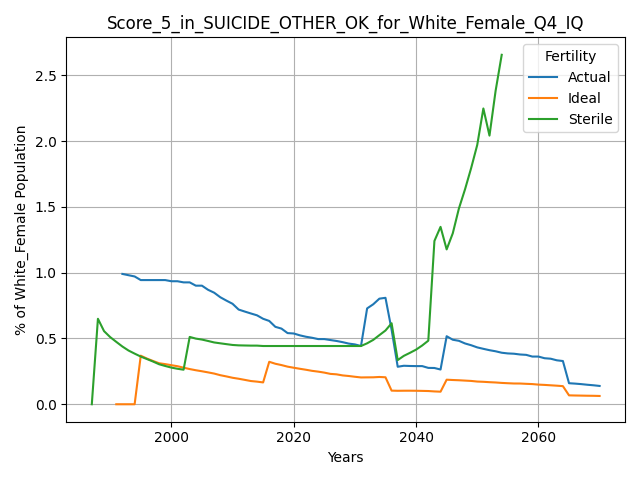 Score_5_in_SUICIDE_OTHER_OK_for_White_Female_Q4_IQ
Fertility
Actual
Ideal
Sterile
% of White_Female Population
2.5
2.0
1.5
1.0
0.5
0.0
2000
2020
2040
2060
Years